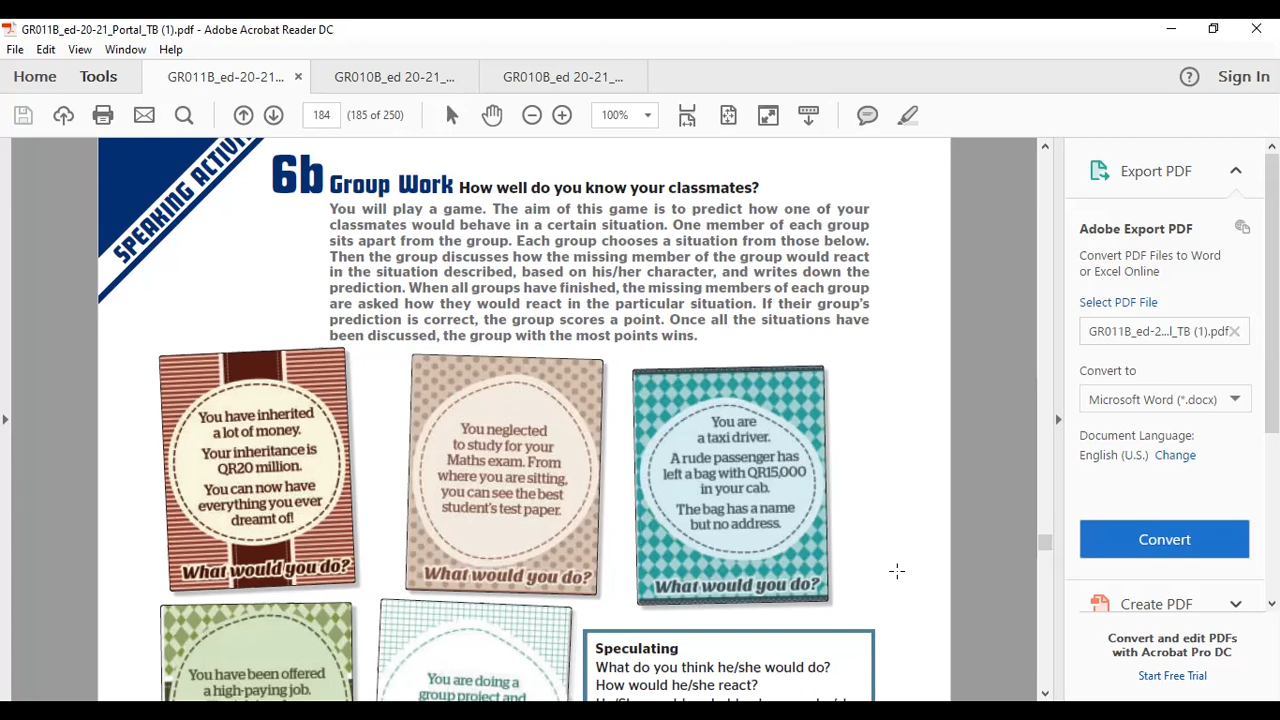 GR011B_ed-20-21_Portal_TB (1).pdf - Adobe Acrobat Reader DC
File Edit View Window Help
Home Tools GR011B_ed-20-21... × GR010B_ed 20-21_... GR010B_ed 20-21_... Sign In
184 (185 of 250) 100%
SPEAKING
6b Group Work How well do you know your classmates?
You will play a game. The aim of this game is to predict how one of your
classmates would behave in a certain situation. One member of each group
sits apart from the group. Each group chooses a situation from those below.
Then the group discusses how the missing member of the group would react
in the situation described, based on his/her character, and writes down the
prediction. When all groups have finished, the missing members of each group
are asked how they would react in the particular situation. If their group's
prediction is correct, the group scores a point. Once all the situations have
been discussed, the group with the most points wins.
You have inherited
a lot of money.
Your inheritance is
QR20 million.
You can now have
everything you ever
dreamt of!
What would you do?
You neglected
to study for your
Maths exam. From
where you are sitting,
you can see the best
student's test paper.
What would you do?
You are
a taxi driver.
A rude passenger has
left a bag with QR15,000
in your cab.
The bag has a name
but no address.
What would you do?
You have been offered
a high-paying job.
You are doing a
group project and
Speculating
What do you think he/she would do?
How would he/she react?
Export PDF
Adobe Export PDF
Convert PDF Files to Word
or Excel Online
Select PDF File
GR011B_ed-2...l_TB (1).pdf
Convert to
Microsoft Word (*.docx)
Document Language:
English (U.S.) Change
Convert
Create PDF
Convert and edit PDFs
with Acrobat Pro DC
Start Free Trial